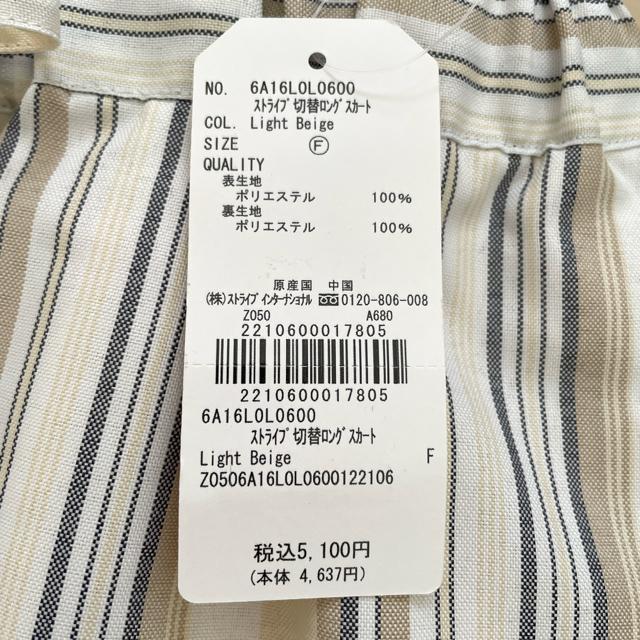 NO. 6A16L0L0600
ストライプ切替ロングスカート
COL. Light Beige
SIZE Ⓕ
QUALITY
表生地
ポリエステル 100%
裏生地
ポリエステル 100%
原産国 中国
(株)ストライプインターナショナル 0120-806-008
Z050 A680
2210600017805
2210600017805
6A16L0L0600
ストライプ切替ロングスカート
Light Beige F
Z0506A16L0L0600122106
税込5,100円
(本体 4,637円)